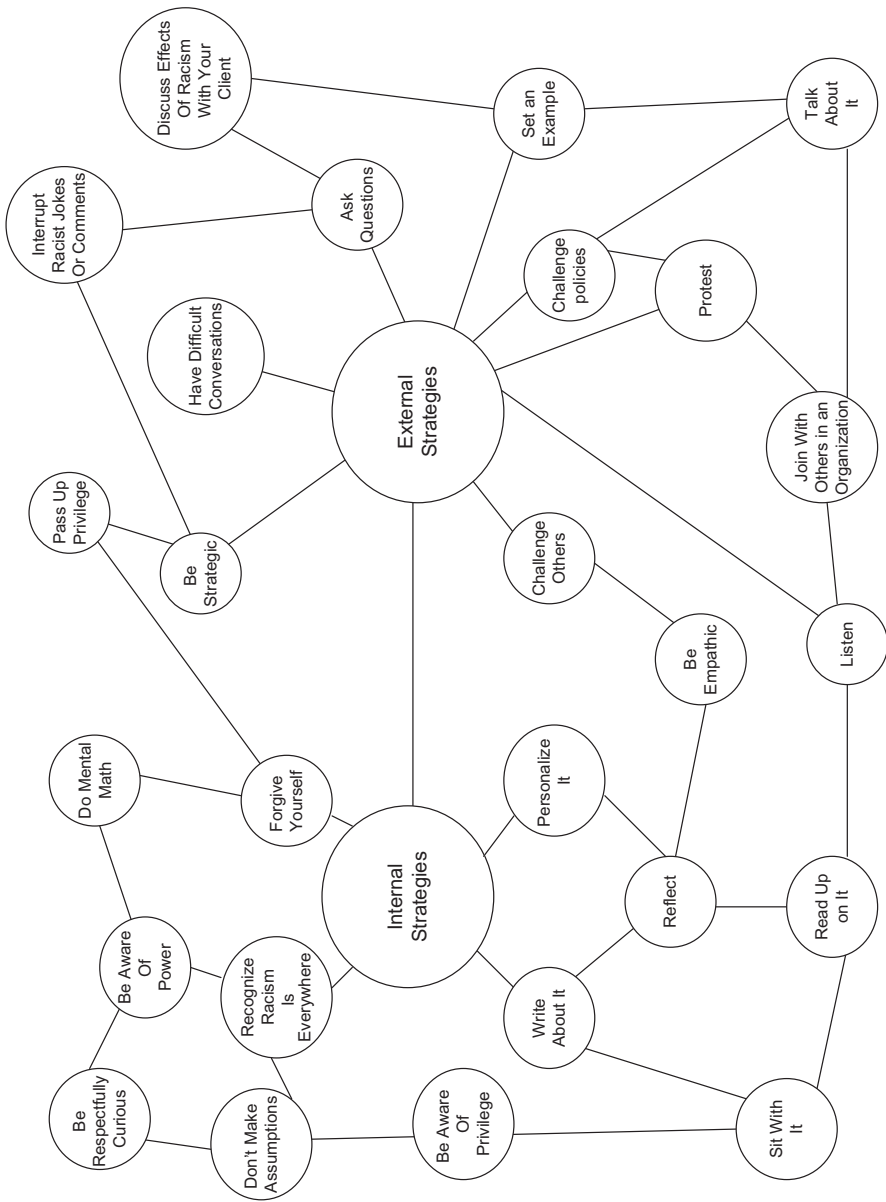 Be
Respectfully
Curious
Be Aware
Of
Power
Do Mental
Math
Pass Up
Privilege
Interrupt
Racist Jokes
Or Comments
Discuss Effects
Of Racism
With Your
Client
Don't Make
Assumptions
Recognize
Racism
Is
Everywhere
Forgive
Yourself
Be
Strategic
Have Difficult
Conversations
Ask
Questions
Be Aware
Of
Privilege
Internal
Strategies
External
Strategies
Write
About It
Personalize
It
Challenge
Others
Challenge
policies
Set an
Example
Reflect
Be
Empathic
Protest
Sit With
It
Read Up
on It
Listen
Join With
Others in an
Organization
Talk
About
It